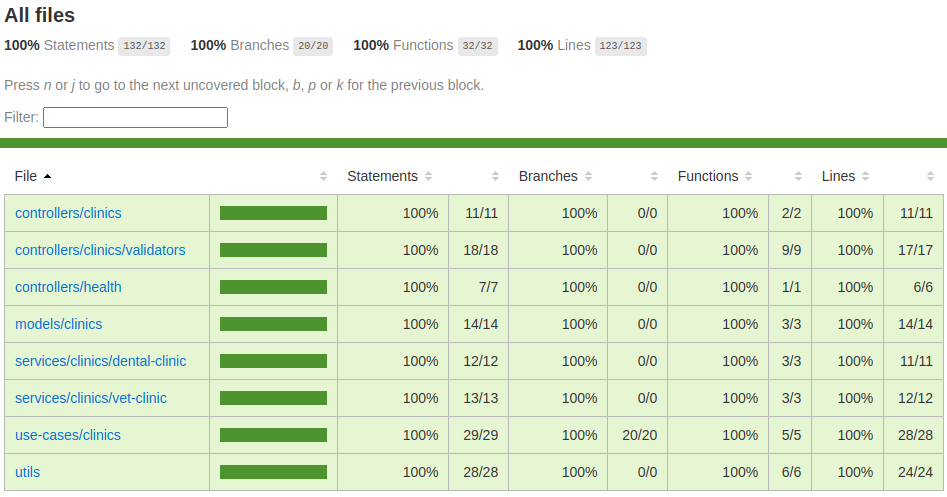 All files
100% Statements 132/132 100% Branches 20/20 100% Functions 32/32 100% Lines 123/123
Press n or j to go to the next uncovered block, b, p or k for the previous block.
Filter:
File Statements Branches Functions Lines
controllers/clinics 100% 11/11 100% 0/0 100% 2/2 100% 11/11
controllers/clinics/validators 100% 18/18 100% 0/0 100% 9/9 100% 17/17
controllers/health 100% 7/7 100% 0/0 100% 1/1 100% 6/6
models/clinics 100% 14/14 100% 0/0 100% 3/3 100% 14/14
services/clinics/dental-clinic 100% 12/12 100% 0/0 100% 3/3 100% 11/11
services/clinics/vet-clinic 100% 13/13 100% 0/0 100% 3/3 100% 12/12
use-cases/clinics 100% 29/29 100% 20/20 100% 5/5 100% 28/28
utils 100% 28/28 100% 0/0 100% 6/6 100% 24/24